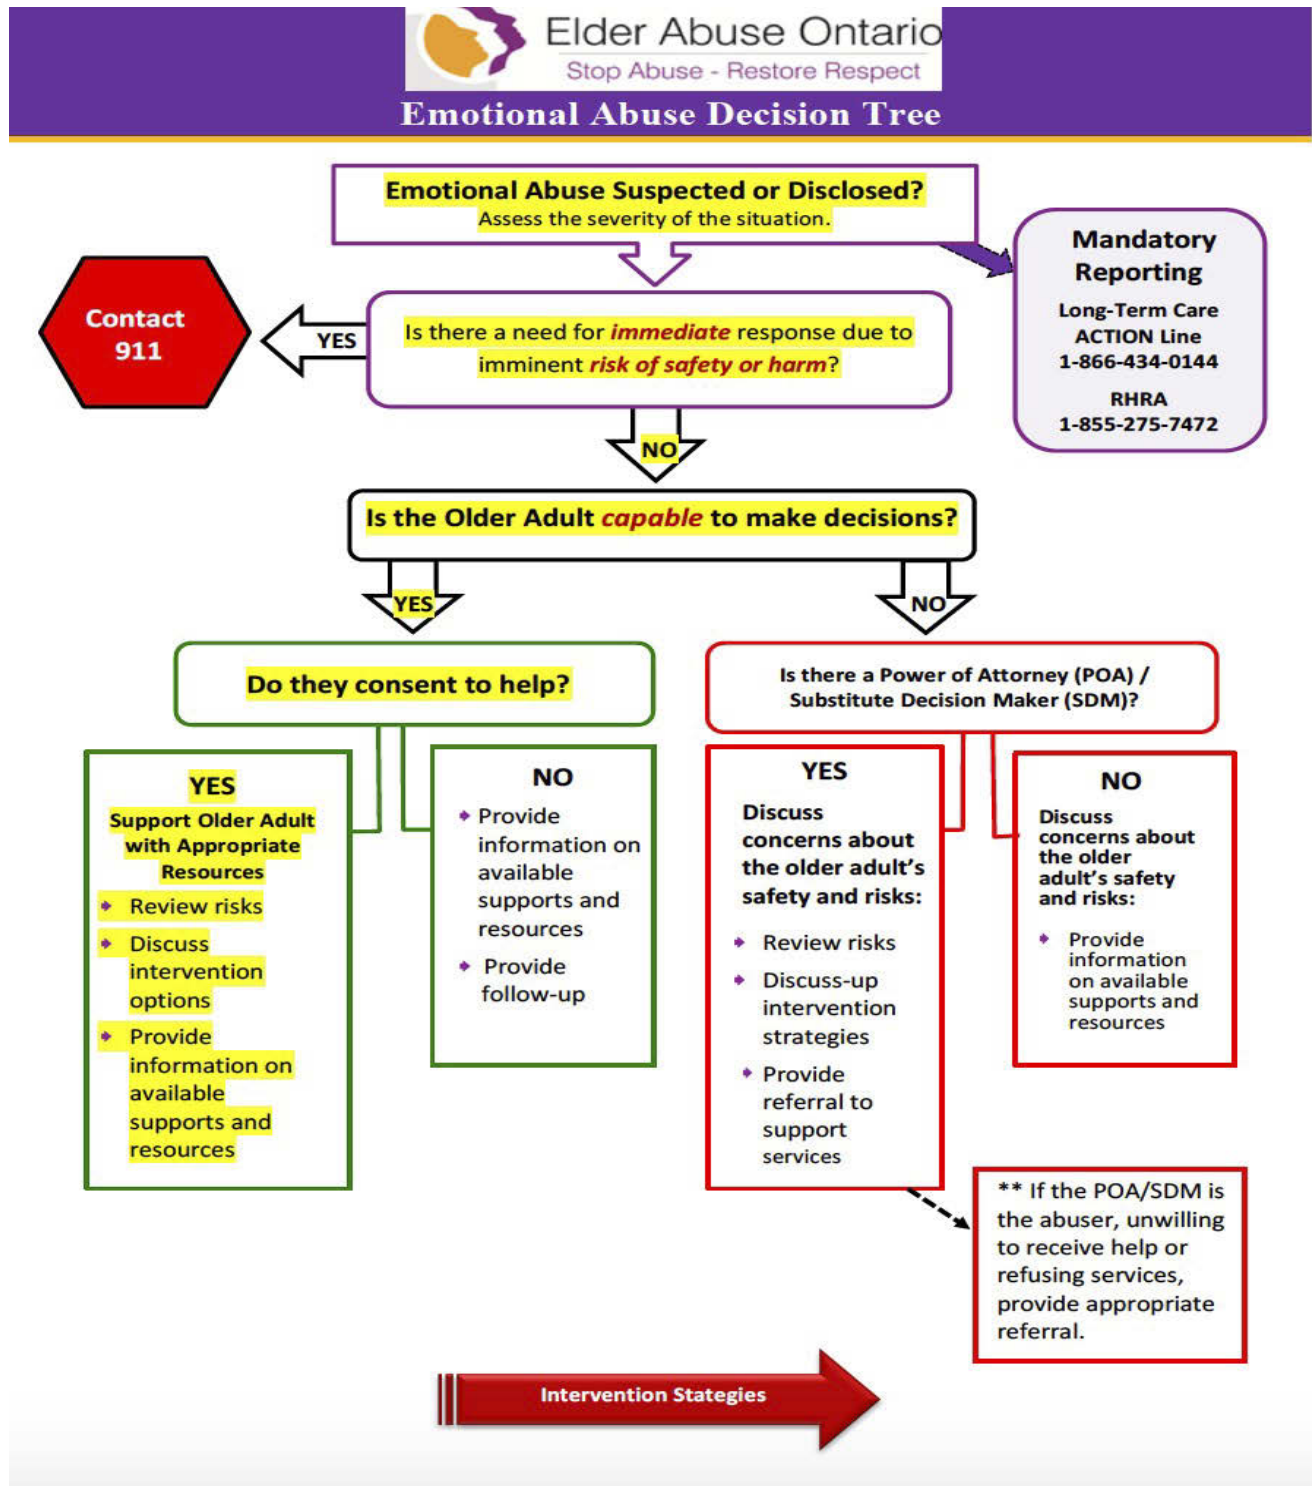 Elder Abuse Ontario
Stop Abuse - Restore Respect
Emotional Abuse Decision Tree
Emotional Abuse Suspected or Disclosed?
Assess the severity of the situation.
Mandatory
Reporting
Long-Term Care
ACTION Line
1-866-434-0144
RHRA
1-855-275-7472
Contact
911
YES
Is there a need for immediate response due to
imminent risk of safety or harm?
NO
Is the Older Adult capable to make decisions?
YES
NO
Do they consent to help?
Is there a Power of Attorney (POA) /
Substitute Decision Maker (SDM)?
YES
Support Older Adult
with Appropriate
Resources
Review risks
Discuss
intervention
options
Provide
information on
available
supports and
resources
NO
Provide
information on
available
supports and
resources
Provide
follow-up
YES
Discuss
concerns about
the older adult's
safety and risks:
Review risks
Discuss-up
intervention
strategies
Provide
referral to
support
services
NO
Discuss
concerns about
the older
adult's safety
and risks:
Provide
information
on available
supports and
resources
** If the POA/SDM is
the abuser, unwilling
to receive help or
refusing services,
provide appropriate
referral.
Intervention Stategies